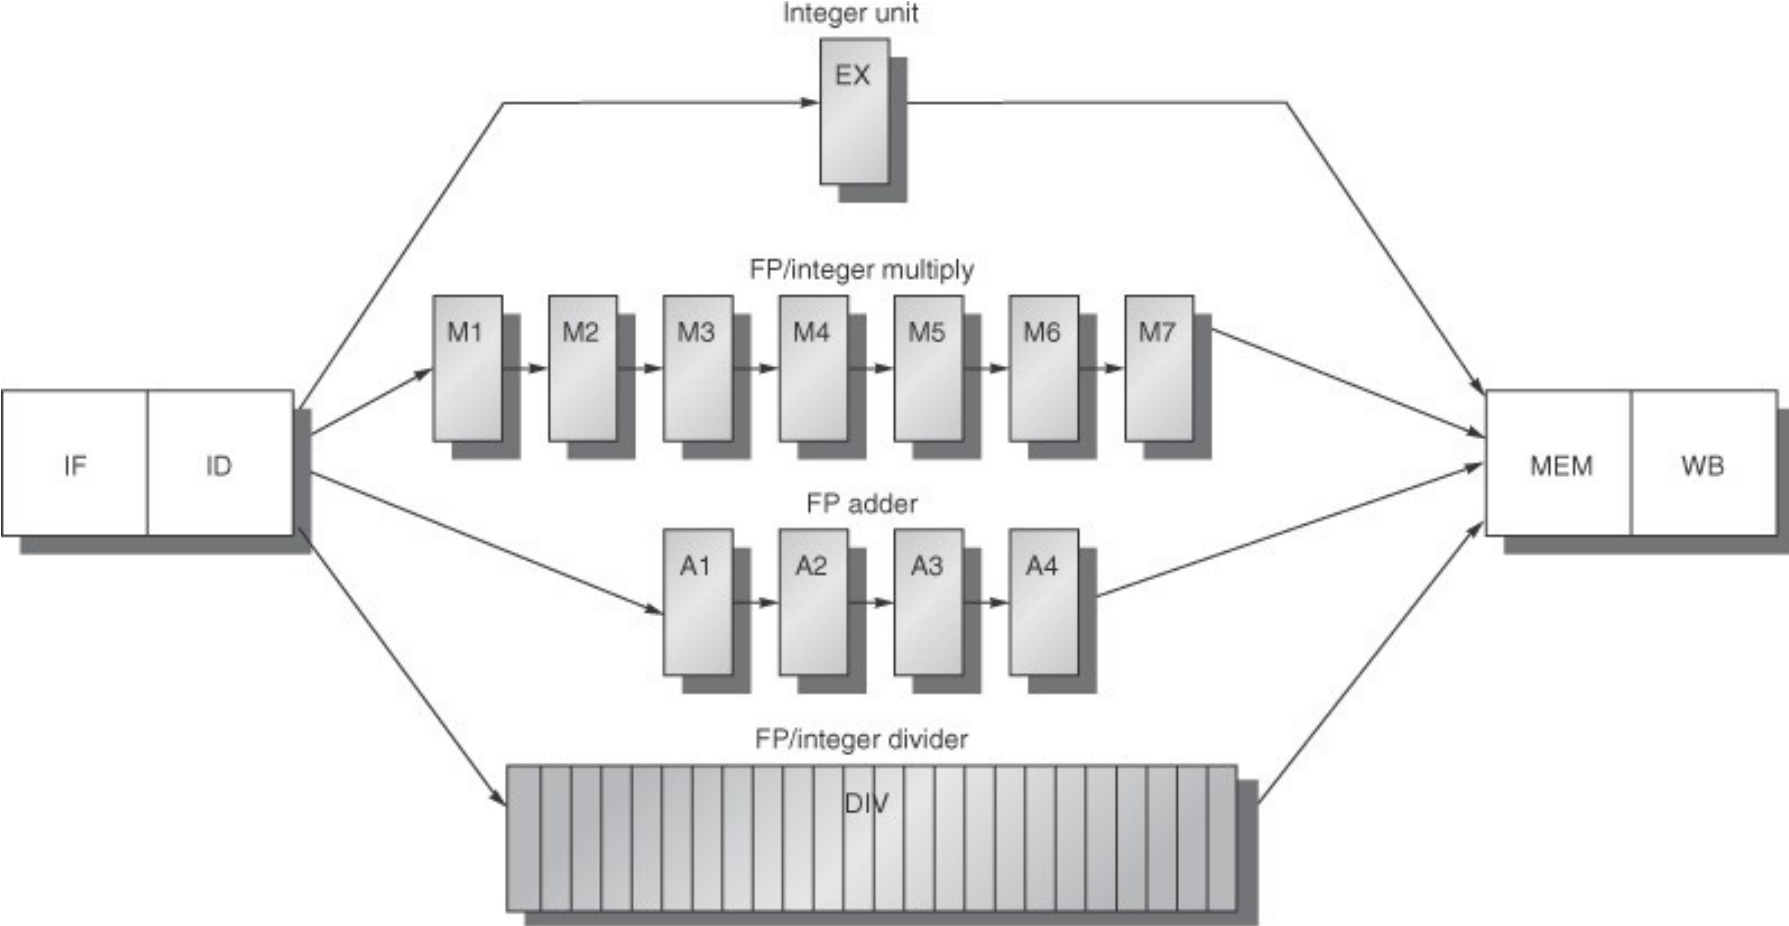 Integer unit
EX
FP/integer multiply
M1 M2 M3 M4 M5 M6 M7
IF ID
MEM WB
FP adder
A1 A2 A3 A4
FP/integer divider
DIV